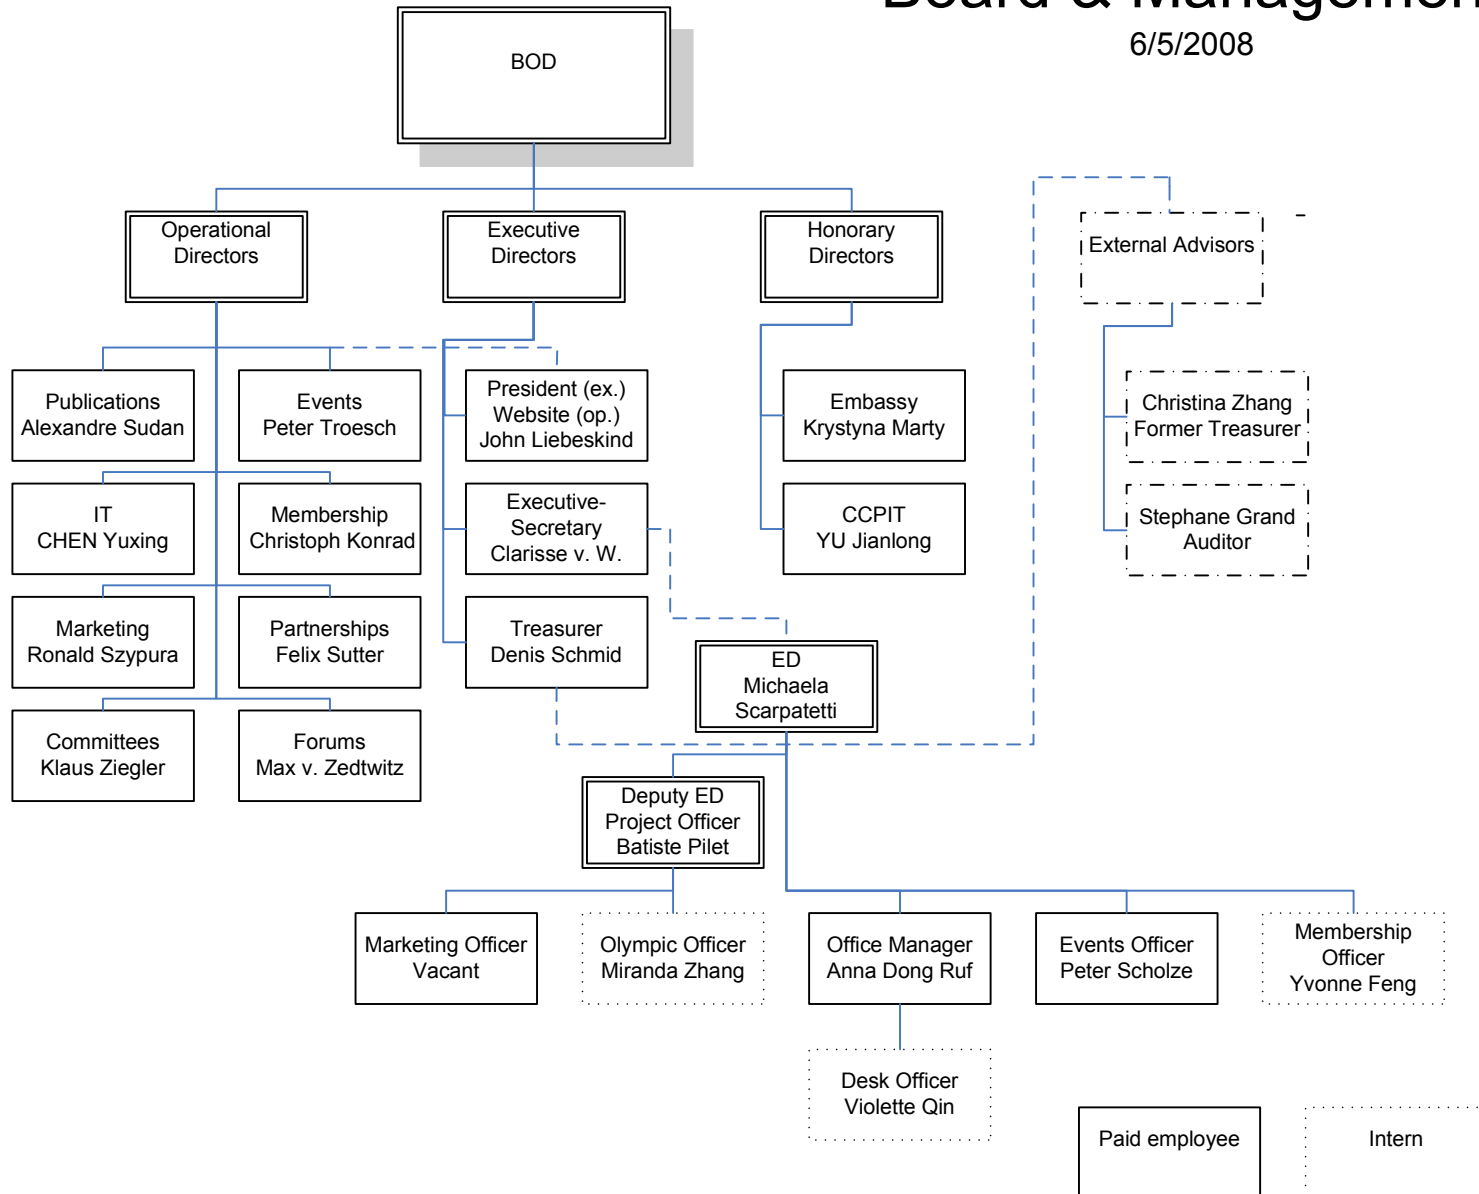 Board & Management
6/5/2008
BOD
Operational
Directors
Executive
Directors
Honorary
Directors
External Advisors
Publications
Alexandre Sudan
Events
Peter Troesch
President (ex.)
Website (op.)
John Liebeskind
Embassy
Krystyna Marty
Christina Zhang
Former Treasurer
IT
CHEN Yuxing
Membership
Christoph Konrad
Executive-
Secretary
Clarisse v. W.
CCPIT
YU Jianlong
Stephane Grand
Auditor
Marketing
Ronald Szypura
Partnerships
Felix Sutter
Treasurer
Denis Schmid
ED
Michaela
Scarpatetti
Committees
Klaus Ziegler
Forums
Max v. Zedtwitz
Deputy ED
Project Officer
Batiste Pilet
Marketing Officer
Vacant
Olympic Officer
Miranda Zhang
Office Manager
Anna Dong Ruf
Events Officer
Peter Scholze
Membership
Officer
Yvonne Feng
Desk Officer
Violette Qin
Paid employee
Intern